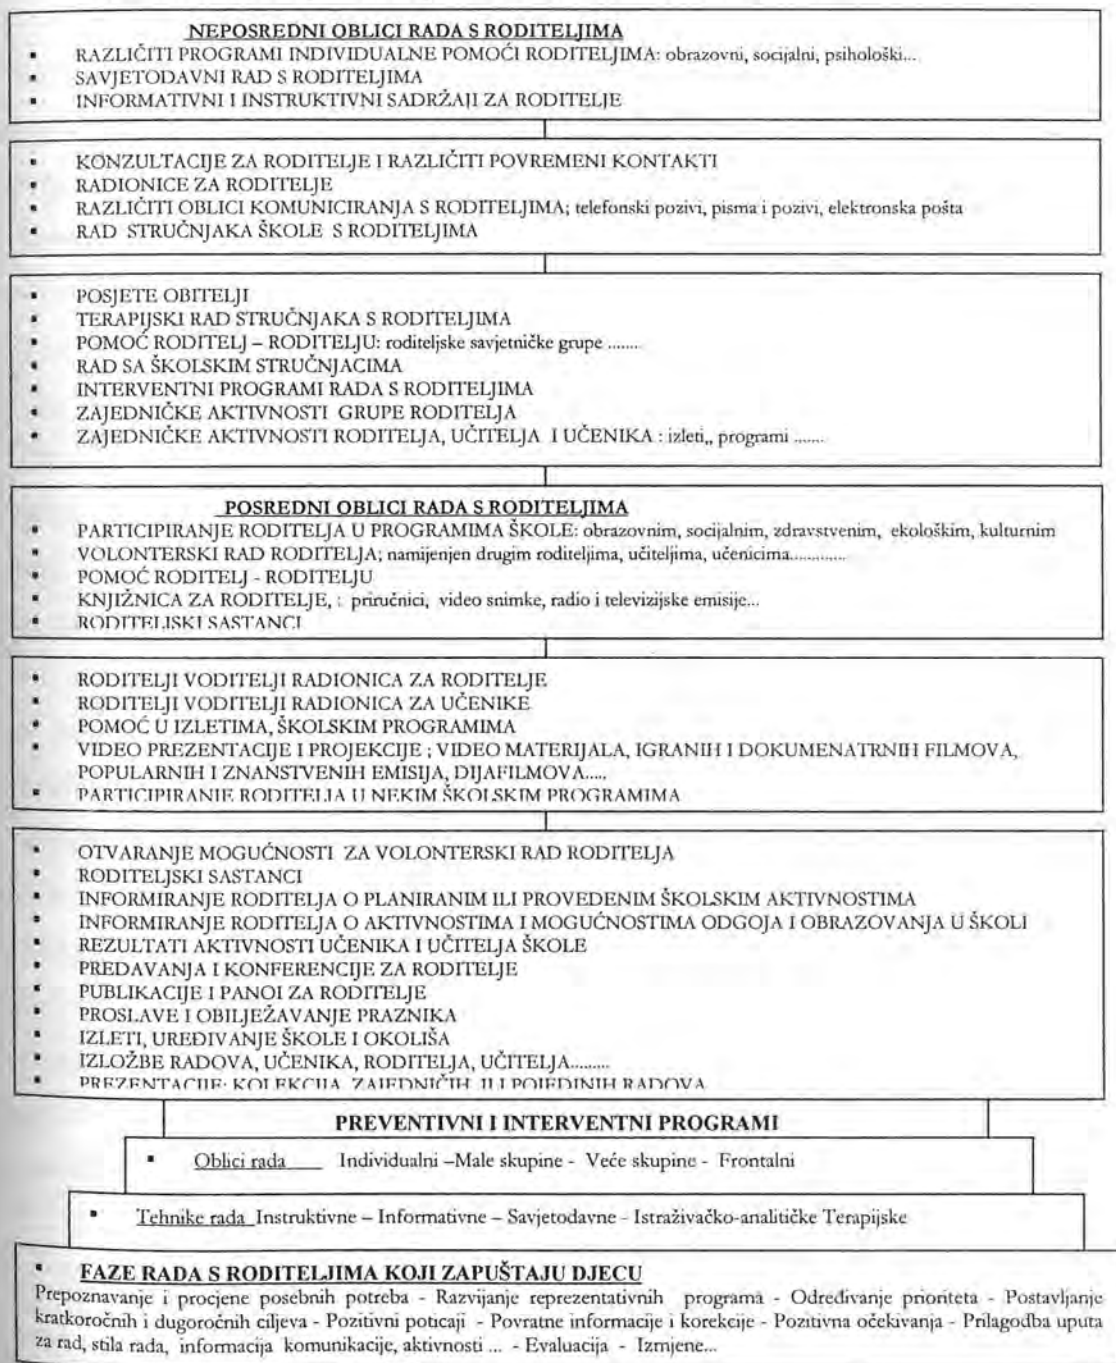 NEPOSREDNI OBLICI RADA S RODITELJIMA
▪ RAZLIČITI PROGRAMI INDIVIDUALNE POMOĆI RODITELJIMA: obrazovni, socijalni, psihološki...
▪ SAVJETODAVNI RAD S RODITELJIMA
▪ INFORMATIVNI I INSTRUKTIVNI SADRŽAJI ZA RODITELJE
▪ KONZULTACIJE ZA RODITELJE I RAZLIČITI POVREMENI KONTAKTI
▪ RADIONICE ZA RODITELJE
▪ RAZLIČITI OBLICI KOMUNICIRANJA S RODITELJIMA; telefonski pozivi, pisma i pozivi, elektronska pošta
▪ RAD STRUČNJAKA ŠKOLE S RODITELJIMA
▪ POSJETE OBITELJI
▪ TERAPIJSKI RAD STRUČNJAKA S RODITELJIMA
▪ POMOĆ RODITELJ – RODITELJU: roditeljske savjetničke grupe ........
▪ RAD SA ŠKOLSKIM STRUČNJACIMA
▪ INTERVENTNI PROGRAMI RADA S RODITELJIMA
▪ ZAJEDNIČKE AKTIVNOSTI GRUPE RODITELJA
▪ ZAJEDNIČKE AKTIVNOSTI RODITELJA, UČITELJA I UČENIKA : izleti,, programi .......
POSREDNI OBLICI RADA S RODITELJIMA
▪ PARTICIPIRANJE RODITELJA U PROGRAMIMA ŠKOLE: obrazovnim, socijalnim, zdravstvenim, ekološkim, kulturnim
▪ VOLONTERSKI RAD RODITELJA; namijenjen drugim roditeljima, učiteljima, učenicima.............
▪ POMOĆ RODITELJ - RODITELJU
▪ KNJIŽNICA ZA RODITELJE, : priručnici, video snimke, radio i televizijske emisije...
▪ RODITELJSKI SASTANCI
▪ RODITELJI VODITELJI RADIONICA ZA RODITELJE
▪ RODITELJI VODITELJI RADIONICA ZA UČENIKE
▪ POMOĆ U IZLETIMA, ŠKOLSKIM PROGRAMIMA
▪ VIDEO PREZENTACIJE I PROJEKCIJE ; VIDEO MATERIJALA, IGRANIH I DOKUMENATRNIH FILMOVA,
POPULARNIH I ZNANSTVENIH EMISIJA, DIJAFILMOVA.....
▪ PARTICIPIRANJE RODITELJA U NEKIM ŠKOLSKIM PROGRAMIMA
▪ OTVARANJE MOGUĆNOSTI ZA VOLONTERSKI RAD RODITELJA
▪ RODITELJSKI SASTANCI
▪ INFORMIRANJE RODITELJA O PLANIRANIM ILI PROVEDENIM ŠKOLSKIM AKTIVNOSTIMA
▪ INFORMIRANJE RODITELJA O AKTIVNOSTIMA I MOGUĆNOSTIMA ODGOJA I OBRAZOVANJA U ŠKOLI
▪ REZULTATI AKTIVNOSTI UČENIKA I UČITELJA ŠKOLE
▪ PREDAVANJA I KONFERENCIJE ZA RODITELJE
▪ PUBLIKACIJE I PANOI ZA RODITELJE
▪ PROSLAVE I OBILJEŽAVANJE PRAZNIKA
▪ IZLETI, UREĐIVANJE ŠKOLE I OKOLIŠA
▪ IZLOŽBE RADOVA, UČENIKA, RODITELJA, UČITELJA.........
▪ PREZENTACIJE: KOLEKCIJA, ZAJEDNIČIH ILI POJEDINIH RADOVA
PREVENTIVNI I INTERVENTNI PROGRAMI
▪ Oblici rada Individualni –Male skupine - Veće skupine - Frontalni
▪ Tehnike rada Instruktivne – Informativne – Savjetodavne - Istraživačko-analitičke Terapijske
▪ FAZE RADA S RODITELJIMA KOJI ZAPUŠTAJU DJECU
Prepoznavanje i procjene posebnih potreba - Razvijanje reprezentativnih programa - Određivanje prioriteta - Postavljanje
kratkoročnih i dugoročnih ciljeva - Pozitivni poticaji - Povratne informacije i korekcije - Pozitivna očekivanja - Prilagodba uputa
za rad, stila rada, informacija komunikacije, aktivnosti ... - Evaluacija - Izmjene...